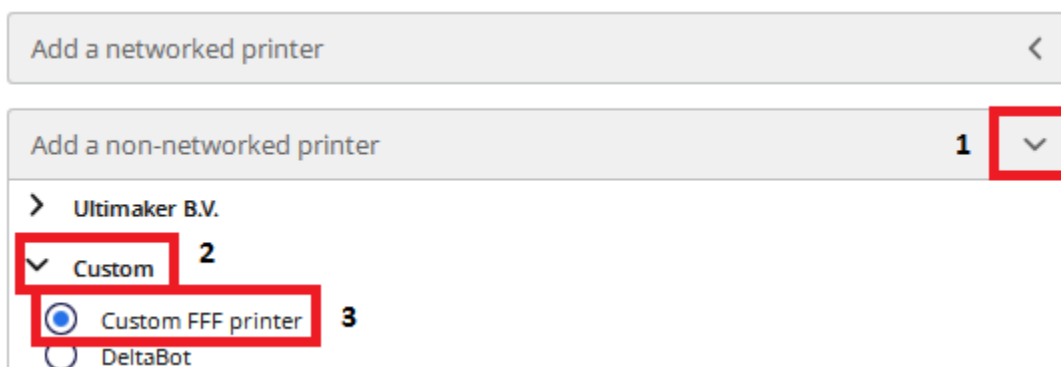 Add a networked printer
Add a non-networked printer 1
Ultimaker B.V.
Custom 2
Custom FFF printer 3
DeltaBot